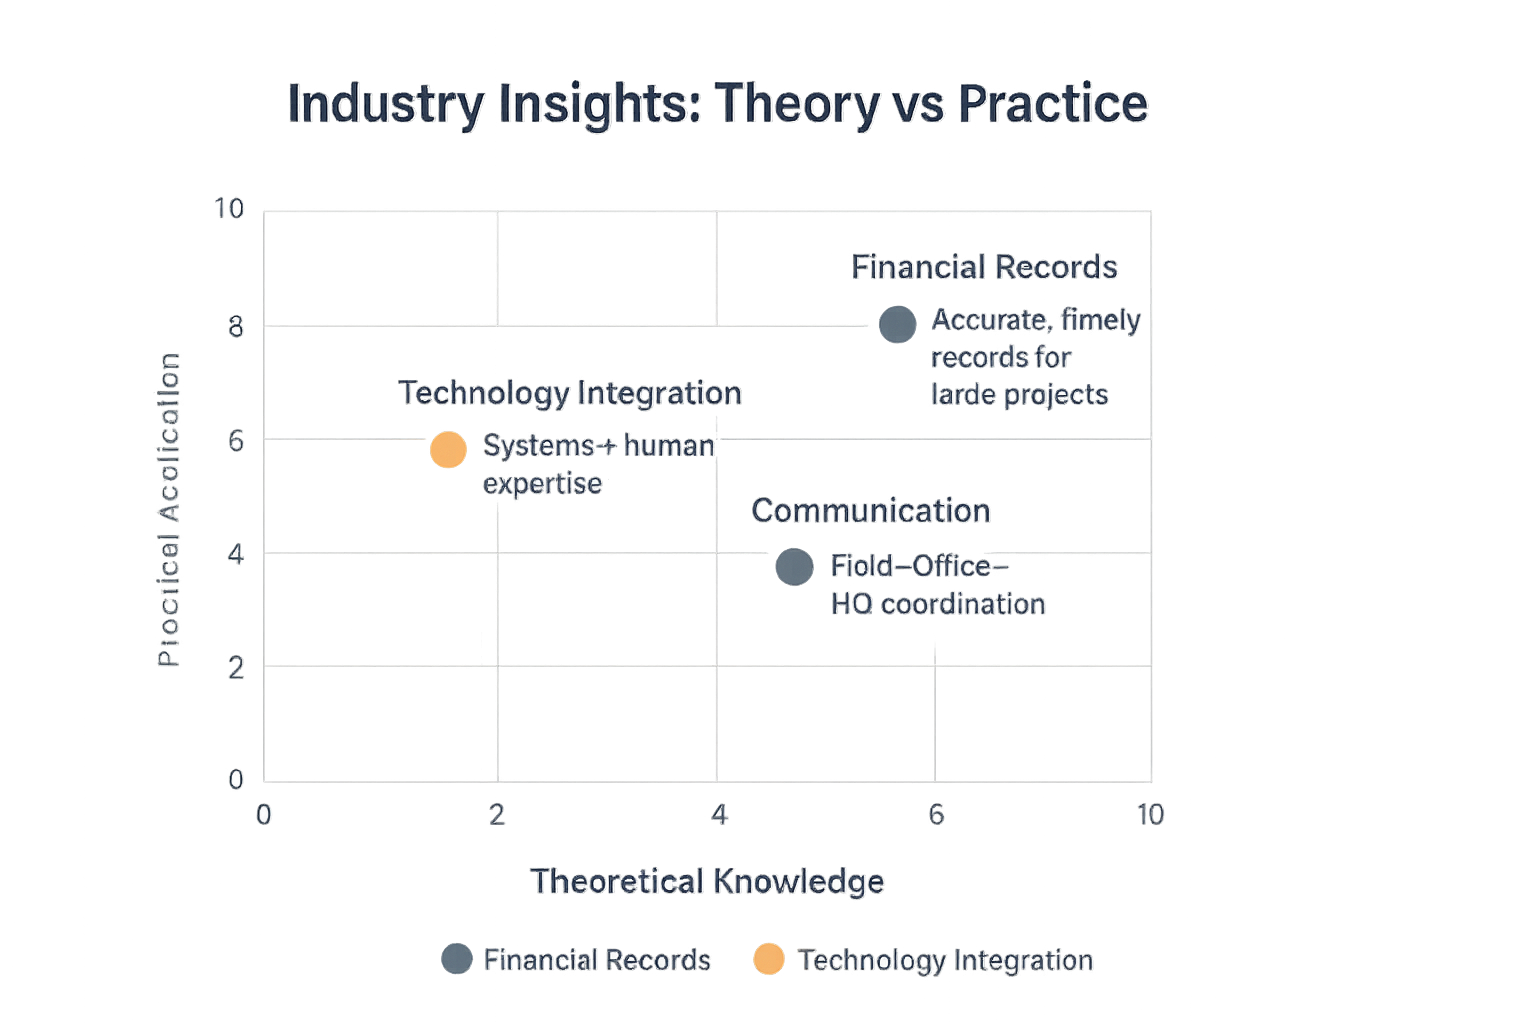 Industry Insights: Theory vs Practice
10
Financial Records
8
Accurate, fimely
records for
larde projects
Technology Integration
6
Systems+ human
expertise
Communication
4
Fiold–Office–
HQ coordination
2
0
0 2 4 6 10
Theoretical Knowledge
Financial Records
Technology Integration